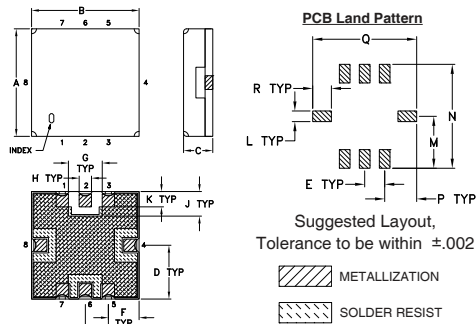 PCB Land Pattern
B
7 6 5
A
8
4
INDEX
1 2 3
C
Q
R TYP
L TYP
N
M
E TYP
P TYP
G
TYP
H TYP
1 2 3
K TYP
J TYP
8
4
D TYP
7 6 5
F
TYP
Suggested Layout,
Tolerance to be within ±.002
METALLIZATION
SOLDER RESIST